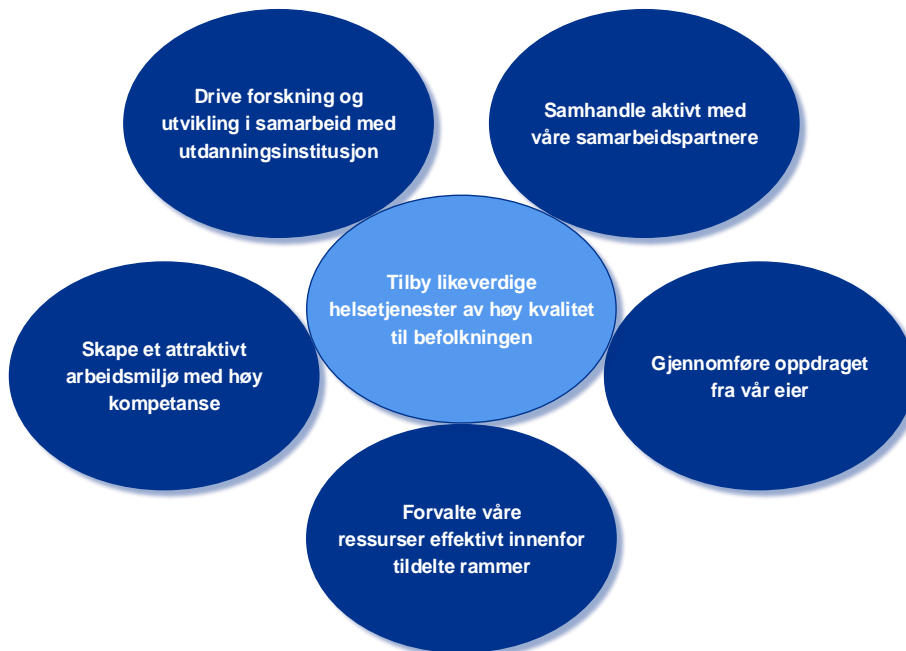 Drive forskning og
utvikling i samarbeid med
utdanningsinstitusjon
Samhandle aktivt med
våre samarbeidspartnere
Tilby likeverdige
helsetjenester av høy kvalitet
til befolkningen
Skape et attraktivt
arbeidsmiljø med høy
kompetanse
Gjennomføre oppdraget
fra vår eier
Forvalte våre
ressurser effektivt innenfor
tildelte rammer